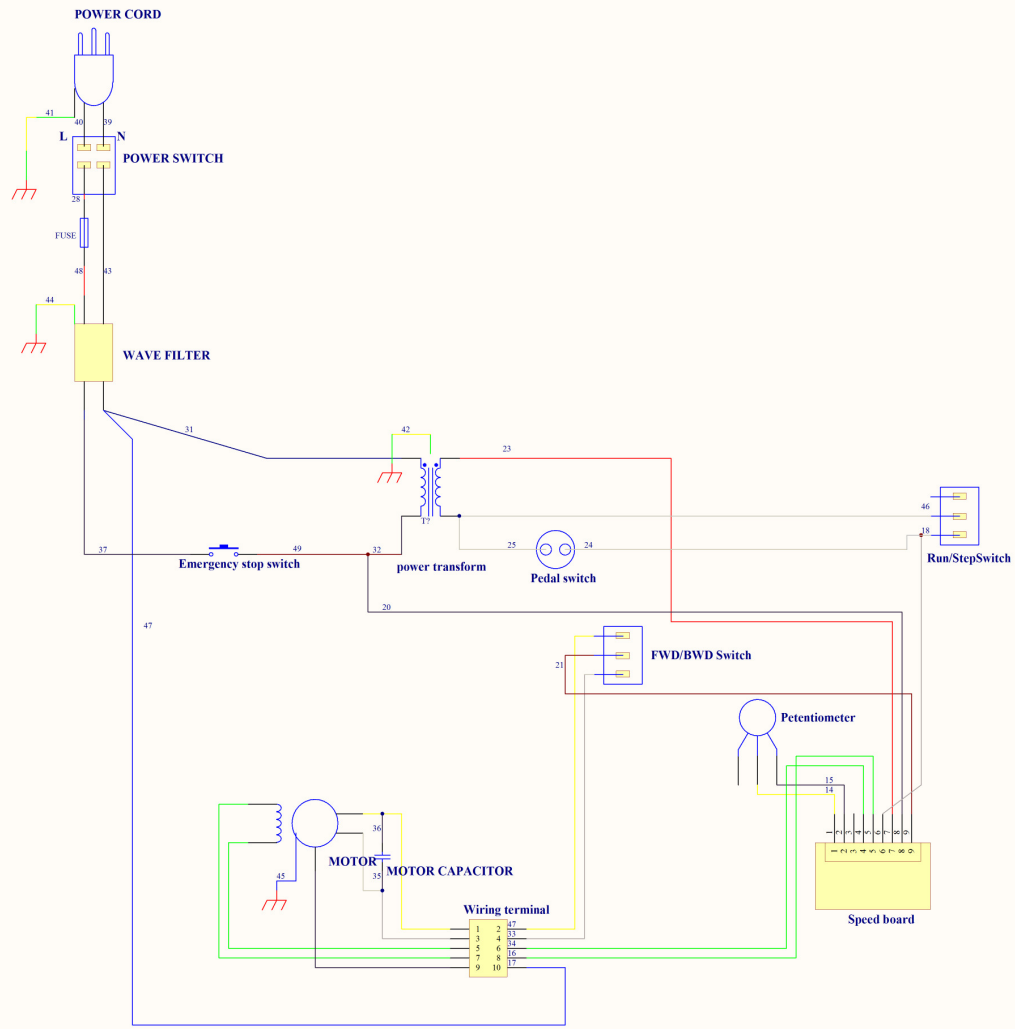 POWER CORD
41
40
39
L
N
POWER SWITCH
28
FUSE
48
43
44
WAVE FILTER
31
42
23
T?
46
18
37
49
32
25
24
Emergency stop switch
power transform
Pedal switch
Run/StepSwitch
20
47
21
FWD/BWD Switch
Petentiometer
15
14
1 2 3 4 5 6 7 8 9
1 2 3 4 5 6 7 8 9
Speed board
36
MOTOR
MOTOR CAPACITOR
35
45
Wiring terminal
1 2 47
3 4 33
5 6 34
7 8 16
9 10 17